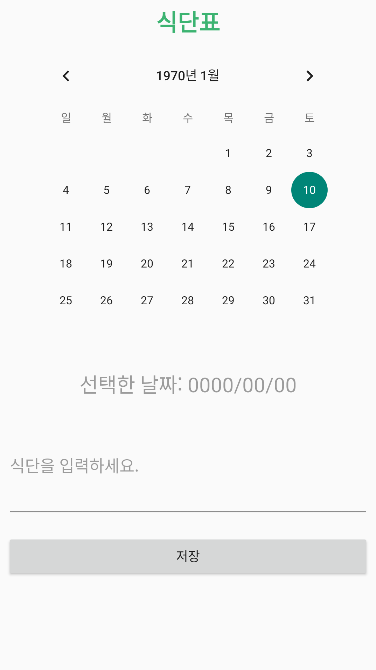 식단표
1970년 1월
일 월 화 수 목 금 토
1 2 3
4 5 6 7 8 9 10
11 12 13 14 15 16 17
18 19 20 21 22 23 24
25 26 27 28 29 30 31
선택한 날짜: 0000/00/00
식단을 입력하세요.
저장